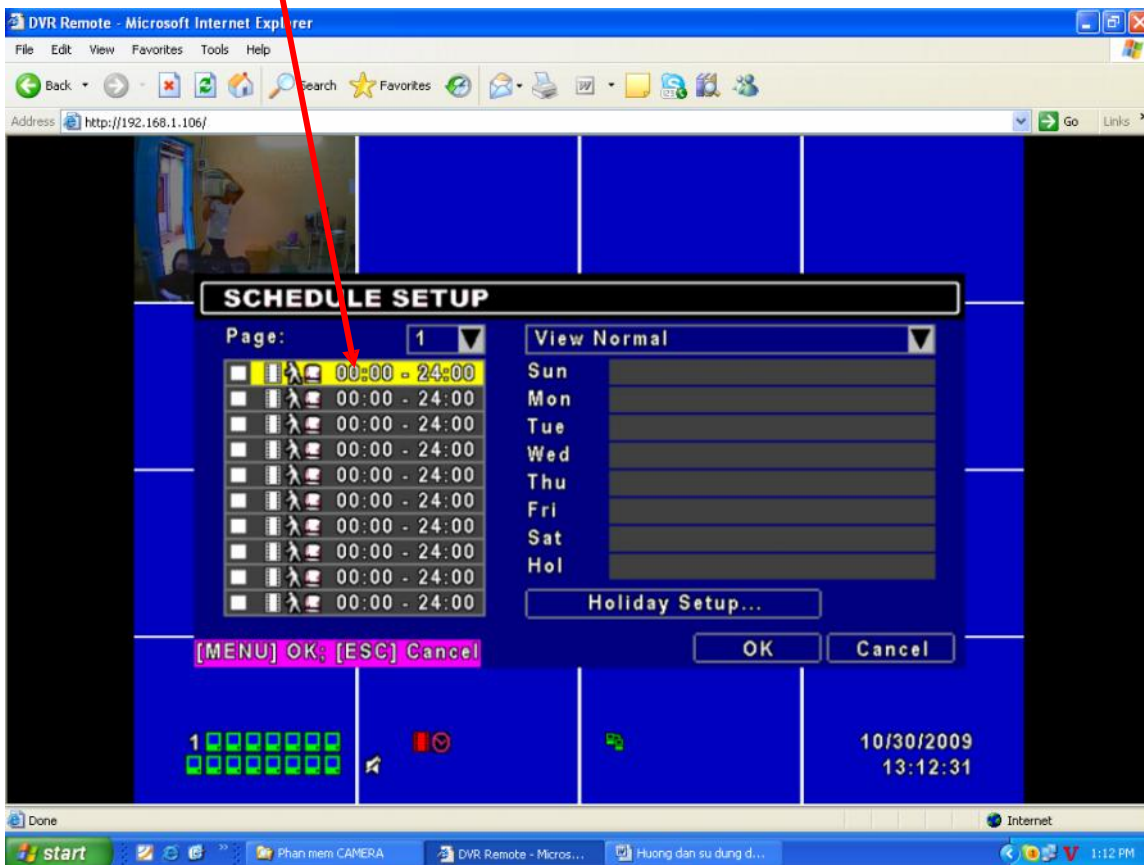 DVR Remote - Microsoft Internet Explorer
File Edit View Favorites Tools Help
Back Search Favorites
Address http://192.168.1.106/ Go Links
SCHEDULE SETUP
Page: 1 View Normal
00:00 - 24:00 Sun
00:00 - 24:00 Mon
00:00 - 24:00 Tue
00:00 - 24:00 Wed
00:00 - 24:00 Thu
00:00 - 24:00 Fri
00:00 - 24:00 Sat
00:00 - 24:00 Hol
00:00 - 24:00
00:00 - 24:00 Holiday Setup...
[MENU] OK; [ESC] Cancel OK Cancel
1 10/30/2009
13:12:31
Done Internet
start Phan mem CAMERA DVR Remote - Micros... Huong dan su dung d... V 1:12 PM